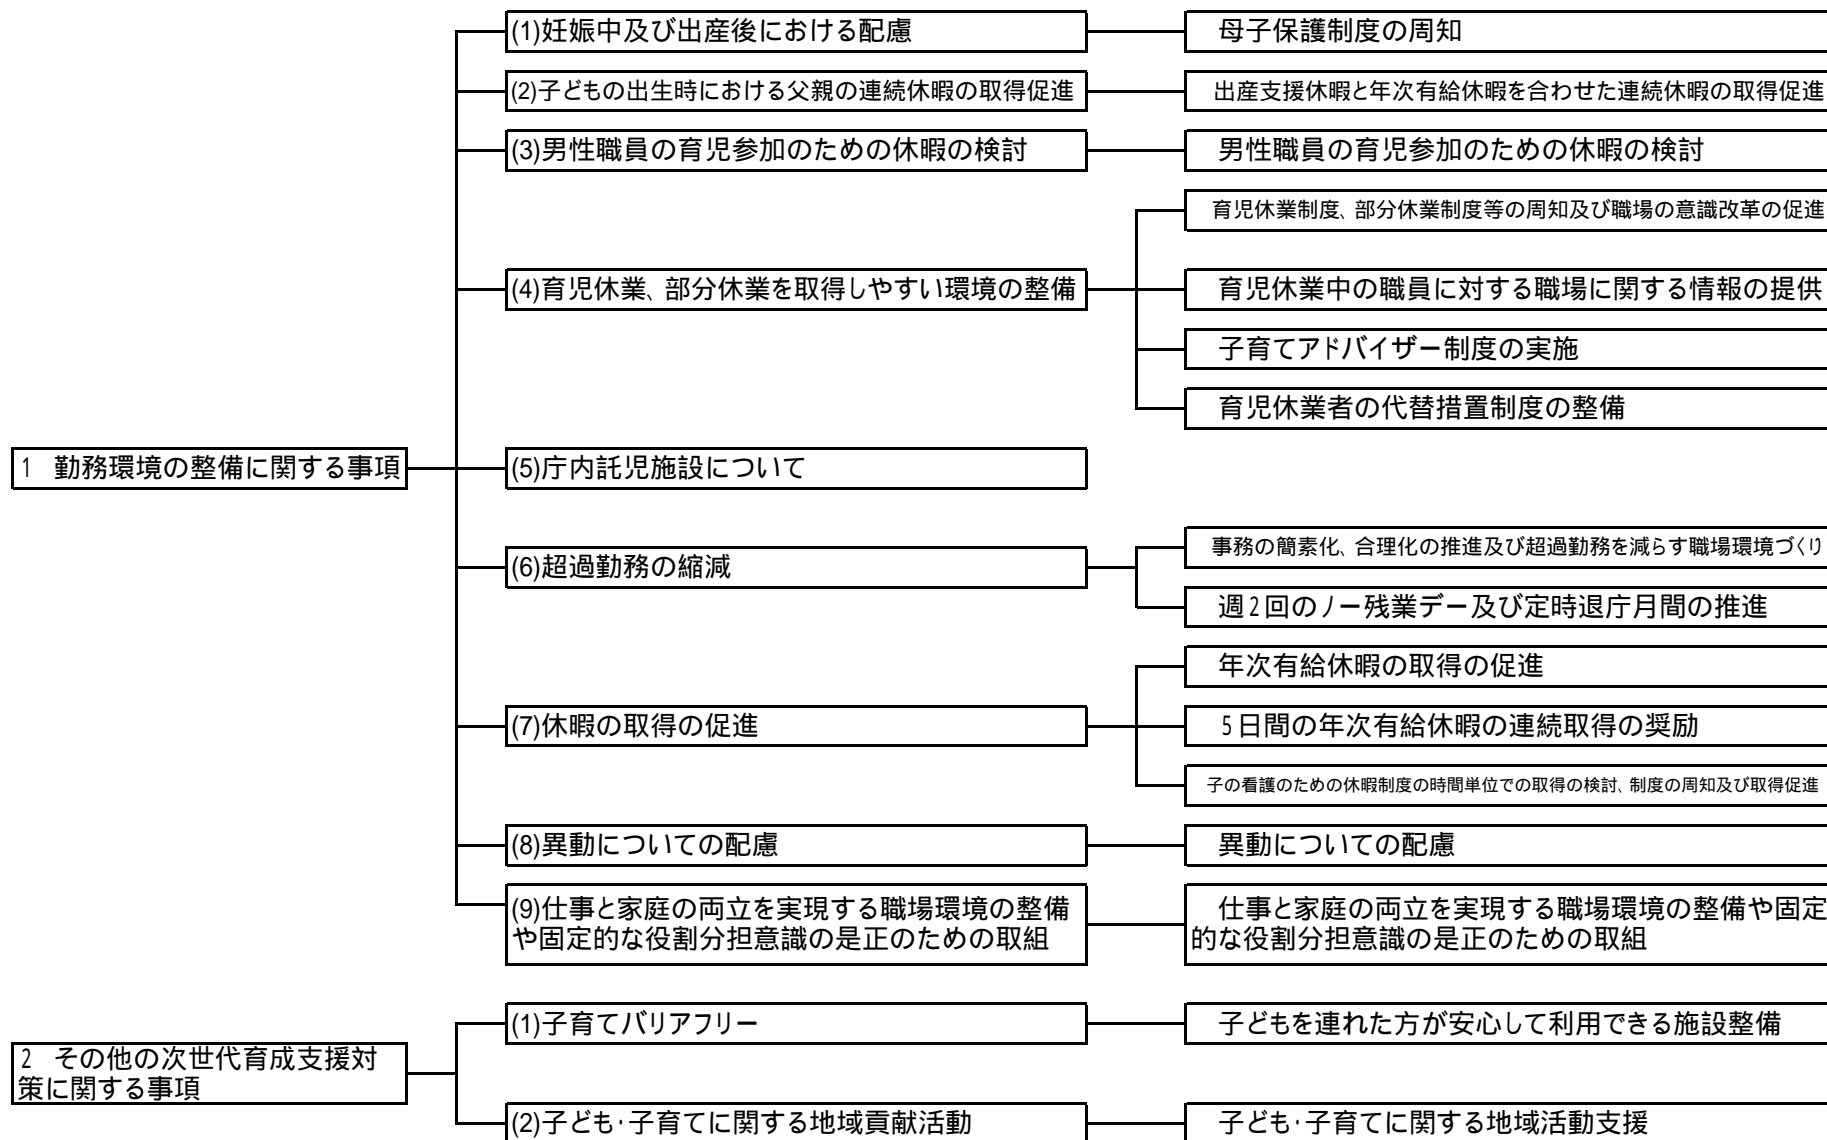 (1)妊娠中及び出産後における配慮
母子保護制度の周知
(2)子どもの出生時における父親の連続休暇の取得促進
出産支援休暇と年次有給休暇を合わせた連続休暇の取得促進
(3)男性職員の育児参加のための休暇の検討
男性職員の育児参加のための休暇の検討
育児休業制度、部分休業制度等の周知及び職場の意識改革の促進
(4)育児休業、部分休業を取得しやすい環境の整備
育児休業中の職員に対する職場に関する情報の提供
子育てアドバイザー制度の実施
育児休業者の代替措置制度の整備
1 勤務環境の整備に関する事項
(5)庁内託児施設について
事務の簡素化、合理化の推進及び超過勤務を減らす職場環境づくり
(6)超過勤務の縮減
週2回のノー残業デー及び定時退庁月間の推進
年次有給休暇の取得の促進
(7)休暇の取得の促進
5日間の年次有給休暇の連続取得の奨励
子の看護のための休暇制度の時間単位での取得の検討、制度の周知及び取得促進
(8)異動についての配慮
異動についての配慮
(9)仕事と家庭の両立を実現する職場環境の整備
や固定的な役割分担意識の是正のための取組
仕事と家庭の両立を実現する職場環境の整備や固定
的な役割分担意識の是正のための取組
(1)子育てバリアフリー
子どもを連れた方が安心して利用できる施設整備
2 その他の次世代育成支援対
策に関する事項
(2)子ども・子育てに関する地域貢献活動
子ども・子育てに関する地域活動支援